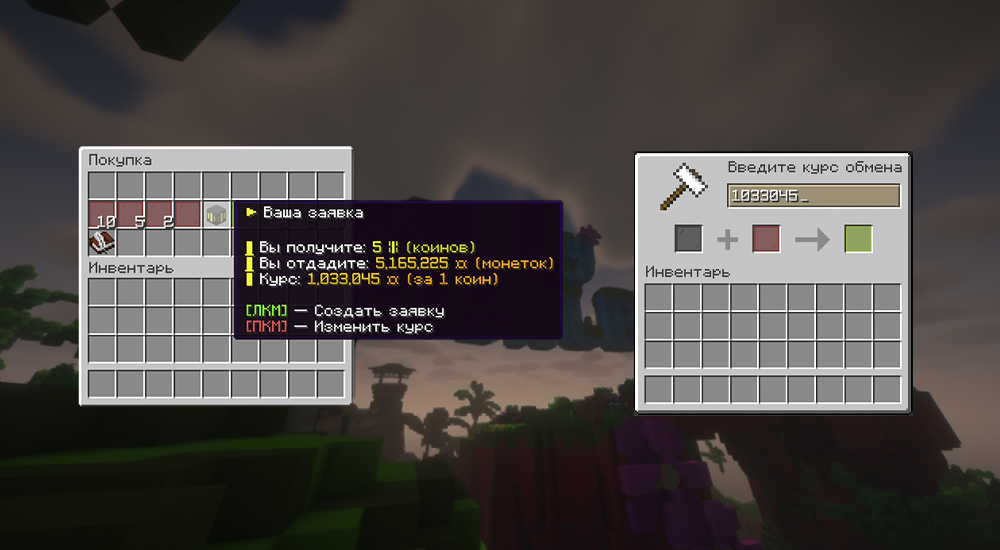 Покупка
10 5 2
Инвентарь
► Ваша заявка
Вы получите: 5 (коинов)
Вы отдадите: 5,165,225 ¤ (монеток)
Курс: 1,033,045 ¤ (за 1 коин)
[ЛКМ] — Создать заявку
[ПКМ] — Изменить курс
Введите курс обмена
1033045_
Инвентарь